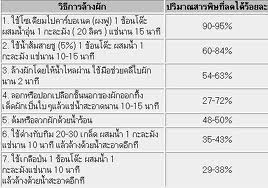 วิธีการล้างผัก
ปริมาณสารพิษที่ลดได้ร้อยละ
1. ใช้โซเดียมไบคาร์บอเนต (ผงฟู) 1 ช้อนโต๊ะ
ผสมน้ำอุ่น 1 กะละมัง ( 20 ลิตร ) แช่นาน 15 นาที
90-95%
2. ใช้น้ำส้มสายชู (5%) 1 ช้อนโต๊ะ ผสมน้ำ 1
กะละมัง แช่นาน 10-15 นาที
60-84%
3. ล้างผักโดยให้น้ำไหลผ่าน ใช้มือช่วยคลี่ใบผัก
นาน 2 นาที
54-63%
4. ลอกหรือปอกเปลือกชั้นนอกของผักออกทิ้ง
เด็ดผักเป็นใบๆแล้วแช่น้ำสะอาดนาน 10-15 นาที
27-72%
5. ต้มหรือลวกผักด้วยน้ำร้อน
48-50%
6. ใช้ด่างทับทิม 20-30 เกล็ด ผสมน้ำ 1 กะละมัง
แช่นาน 10 นาที แล้วล้างด้วยน้ำสะอาดอีกที
35-43%
7. ใช้เกลือป่น 1 ช้อนโต๊ะ ผสมน้ำ 1
กะละมังแช่นาน 10 นาที
แล้วล้างด้วยน้ำสะอาดอีกที
29-38%